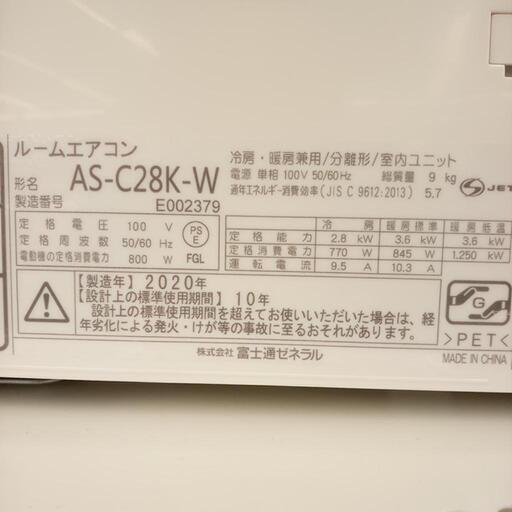 ルームエアコン
形名 AS-C28K-W
製造番号 E002379
冷房・暖房兼用/分離形/室内ユニット
電源 単相 100V 50/60Hz 総質量 9 kg
通年エネルギー消費効率(JIS C 9612:2013) 5.7
JET
定格電圧 100 V
定格周波数 50/60 Hz
電動機の定格消費電力 800 W
PSE
FGL
冷房 暖房標準 暖房低温
定格能力 2.8 kW 3.6 kW 3.6 kW
定格消費電力 770 W 845 W 1,250 kW
運転電流 9.5 A 10.3 A
【製造年】2020年
【設計上の標準使用期間】10年
設計上の標準使用期間を超えてお使いいただいた場合は、経
年劣化による発火・けが等の事故に至るおそれがあります。
G
>PET<
MADE IN CHINA
株式会社 富士通ゼネラル